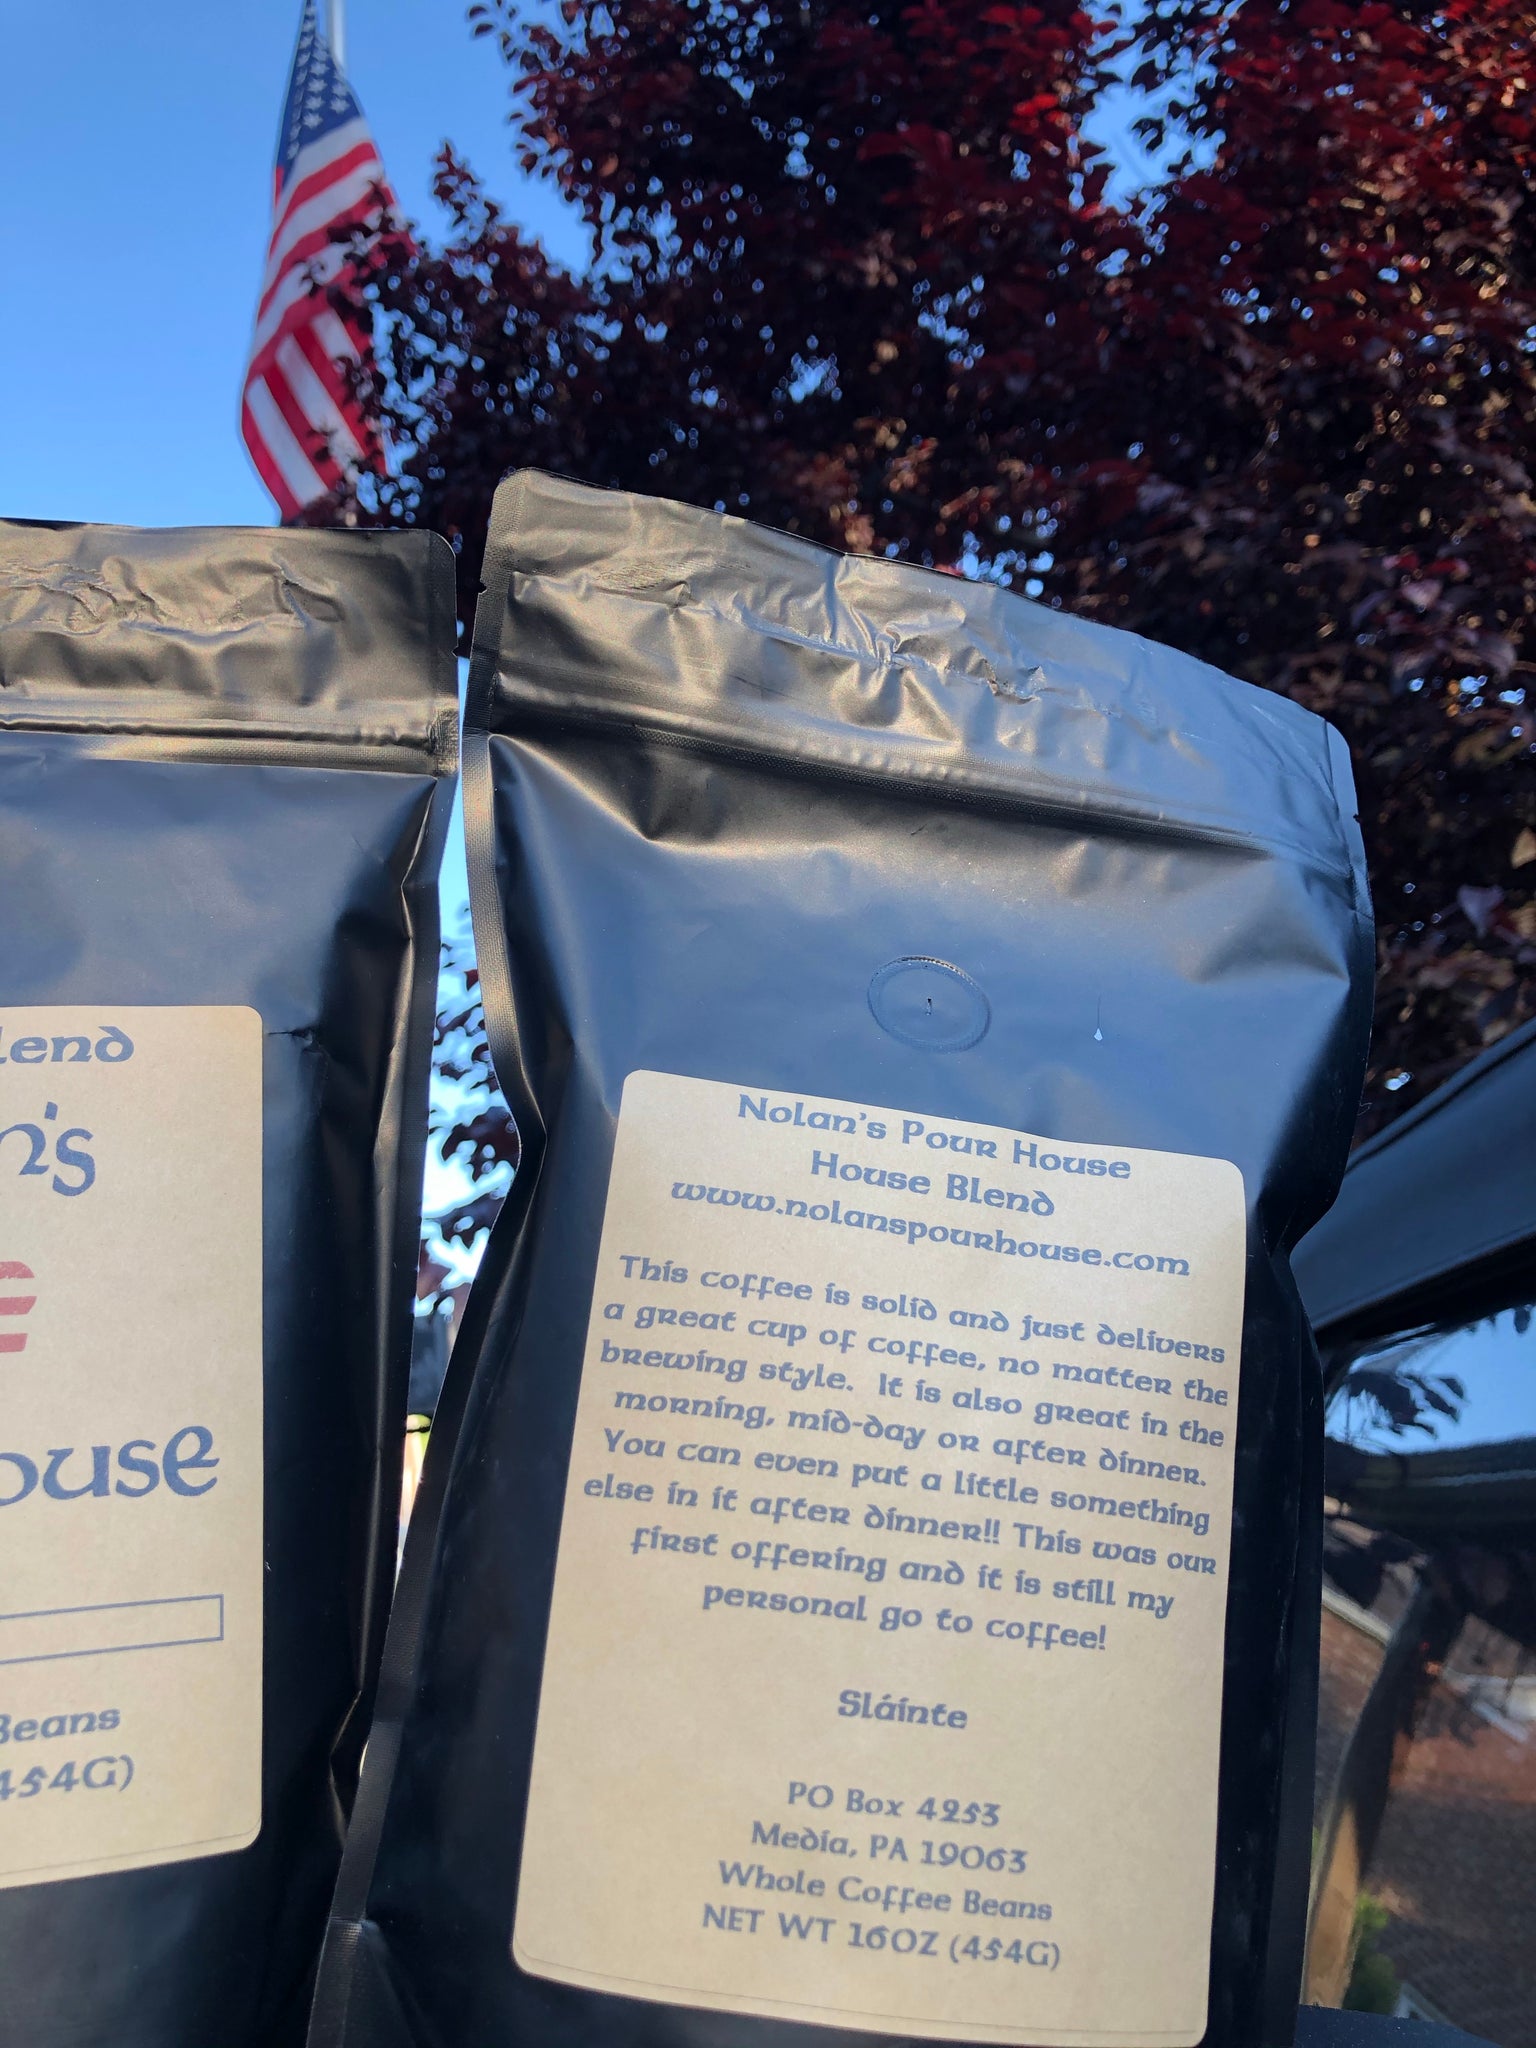 lend
n's
ouse
Beans
454G)
Nolan's Pour House
House Blend
www.nolanspourhouse.com
This coffee is solid and just delivers
a great cup of coffee, no matter the
brewing style. It is also great in the
morning, mid-day or after dinner.
You can even put a little something
else in it after dinner!! This was our
first offering and it is still my
personal go to coffee!
Sláinte
PO Box 4253
Media, PA 19063
Whole Coffee Beans
NET WT 16OZ (454G)